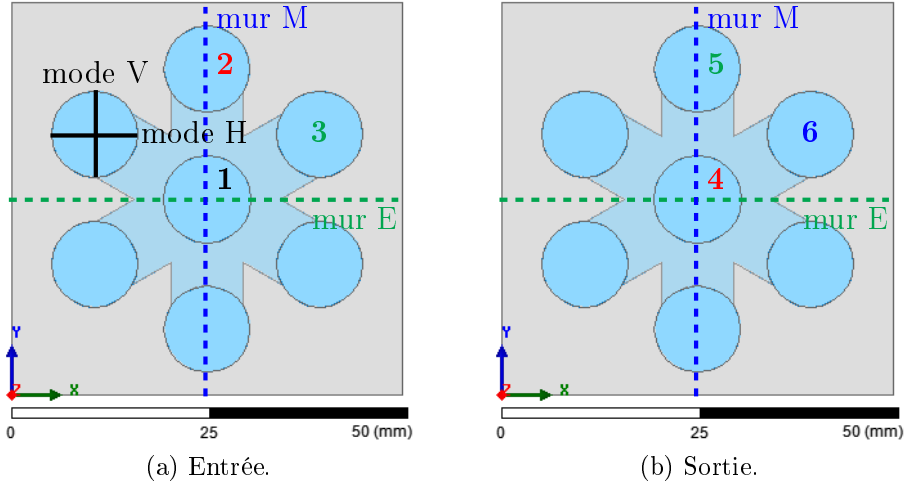 mur M
2
mode V
mode H
3
1
mur E
Y
Z
X
0
25
50 (mm)
(a) Entrée.
mur M
5
6
4
mur E
Y
Z
X
0
25
50 (mm)
(b) Sortie.